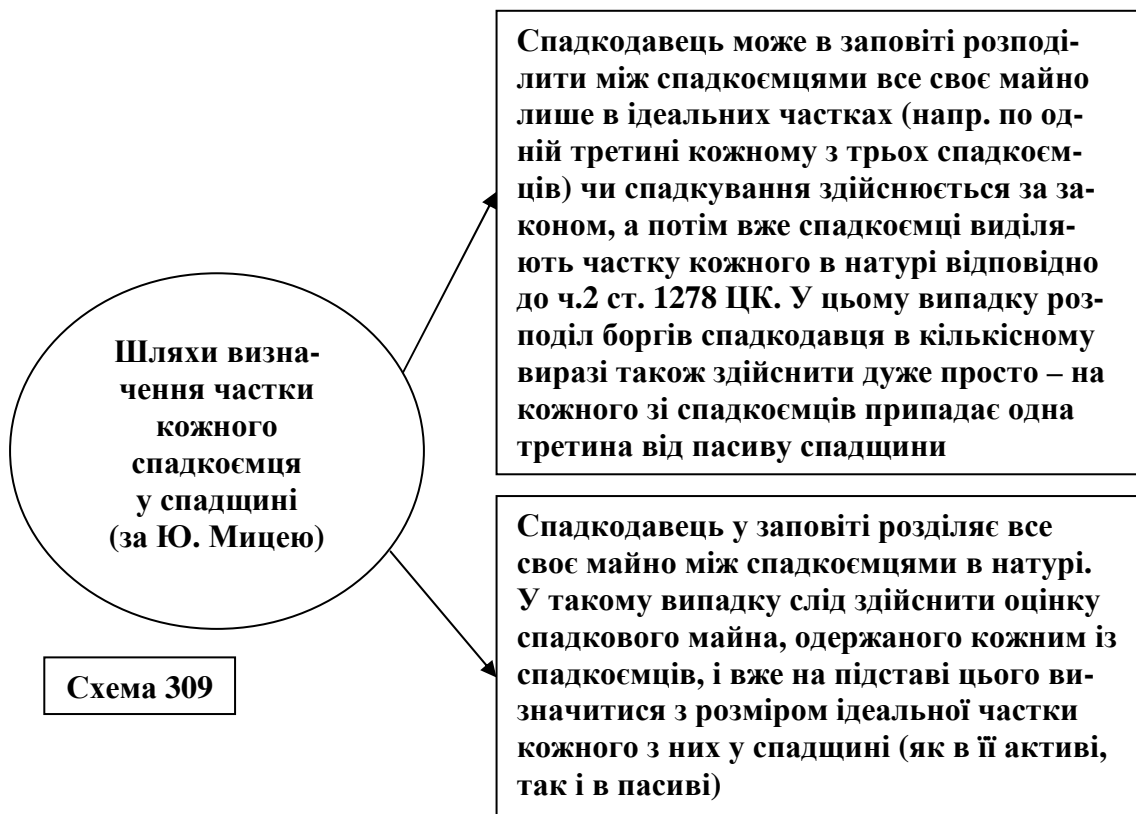 Шляхи визна-
чення частки
кожного
спадкоємця
у спадщині
(за Ю. Мицею)
Спадкодавець може в заповіті розподі-
лити між спадкоємцями все своє майно
лише в ідеальних частках (напр. по од-
ній третині кожному з трьох спадкоєм-
ців) чи спадкування здійснюється за за-
коном, а потім вже спадкоємці виділя-
ють частку кожного в натурі відповідно
до ч.2 ст. 1278 ЦК. У цьому випадку роз-
поділ боргів спадкодавця в кількісному
виразі також здійснити дуже просто – на
кожного зі спадкоємців припадає одна
третина від пасиву спадщини
Спадкодавець у заповіті розділяє все
своє майно між спадкоємцями в натурі.
У такому випадку слід здійснити оцінку
спадкового майна, одержаного кожним із
спадкоємців, і вже на підставі цього ви-
значитися з розміром ідеальної частки
кожного з них у спадщині (як в її активі,
так і в пасиві)
Схема 309